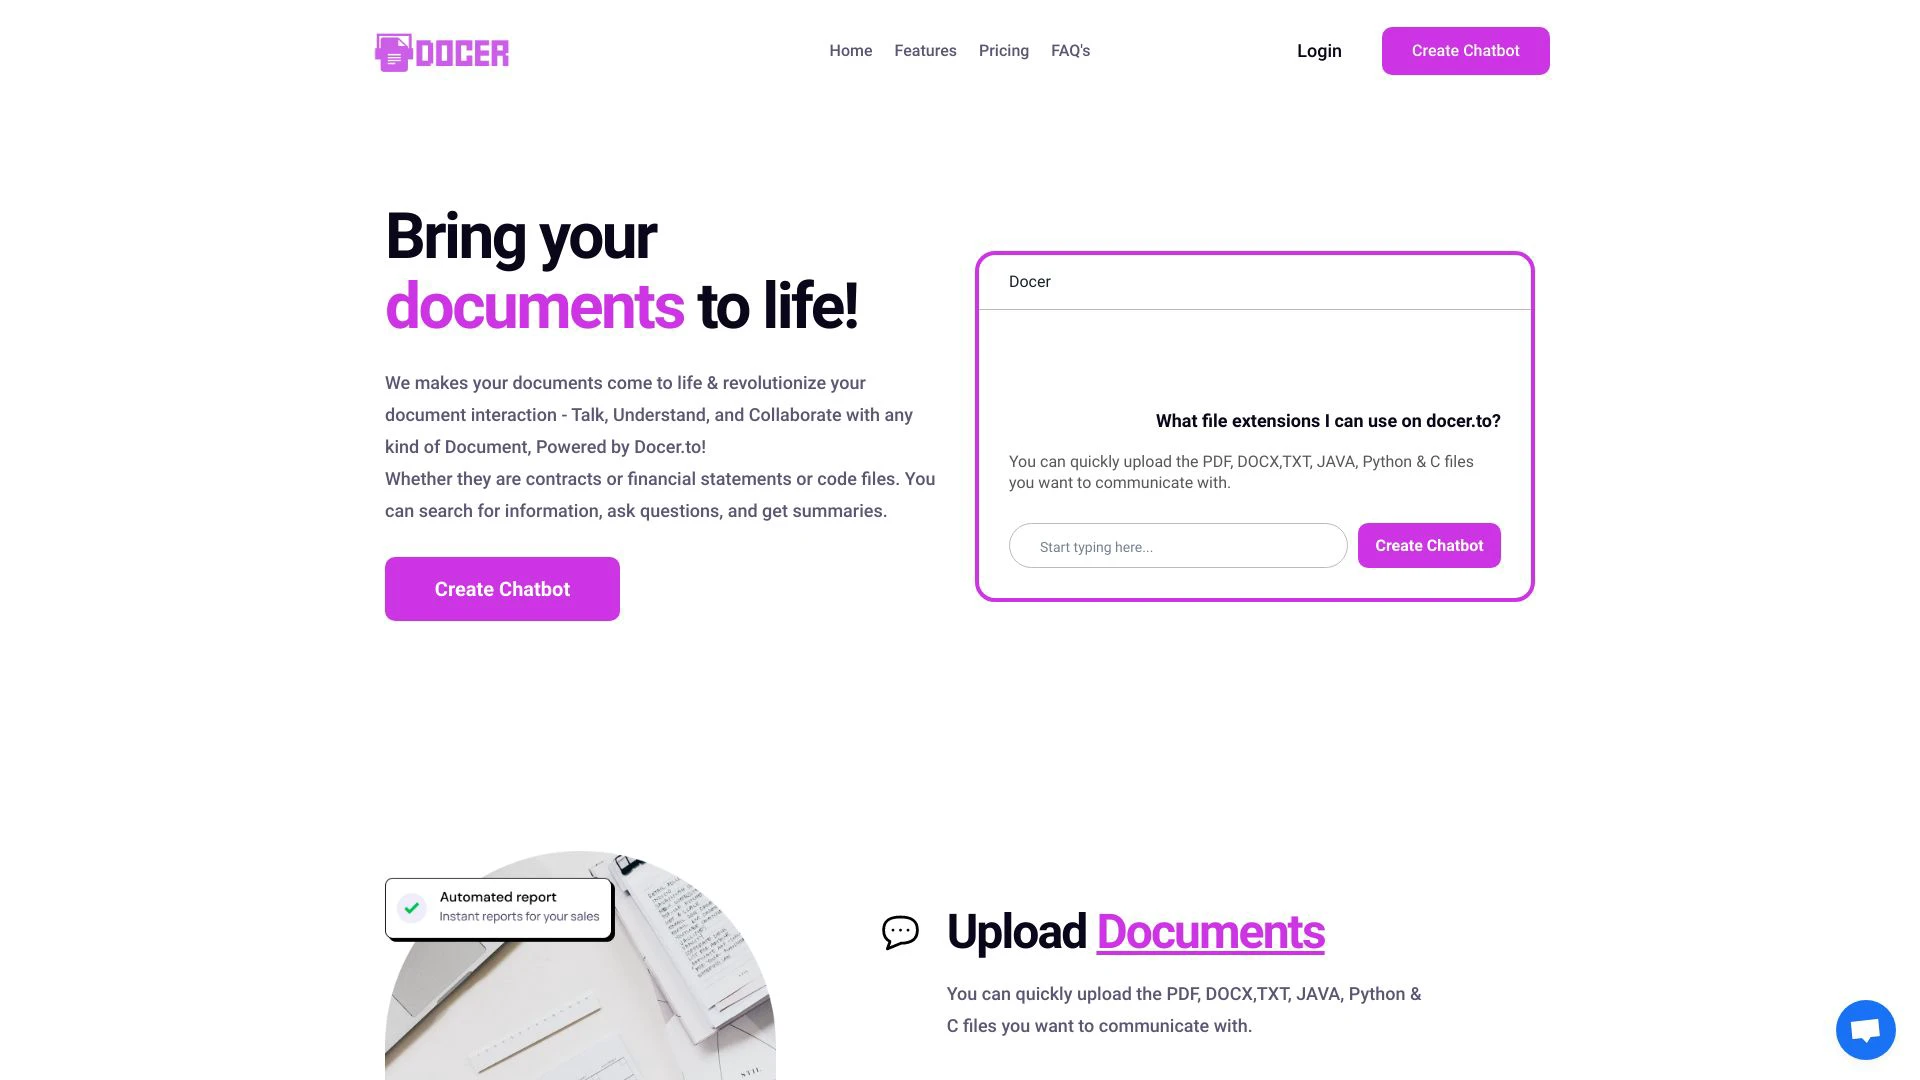 DOCER
Home Features Pricing FAQ's
Login
Create Chatbot
Bring your
documents to life!
We makes your documents come to life & revolutionize your
document interaction - Talk, Understand, and Collaborate with any
kind of Document, Powered by Docer.to!
Whether they are contracts or financial statements or code files. You
can search for information, ask questions, and get summaries.
Create Chatbot
Docer
What file extensions I can use on docer.to?
You can quickly upload the PDF, DOCX,TXT, JAVA, Python & C files
you want to communicate with.
Start typing here...
Create Chatbot
Automated report
Instant reports for your sales
STIL
Upload Documents
You can quickly upload the PDF, DOCX,TXT, JAVA, Python &
C files you want to communicate with.